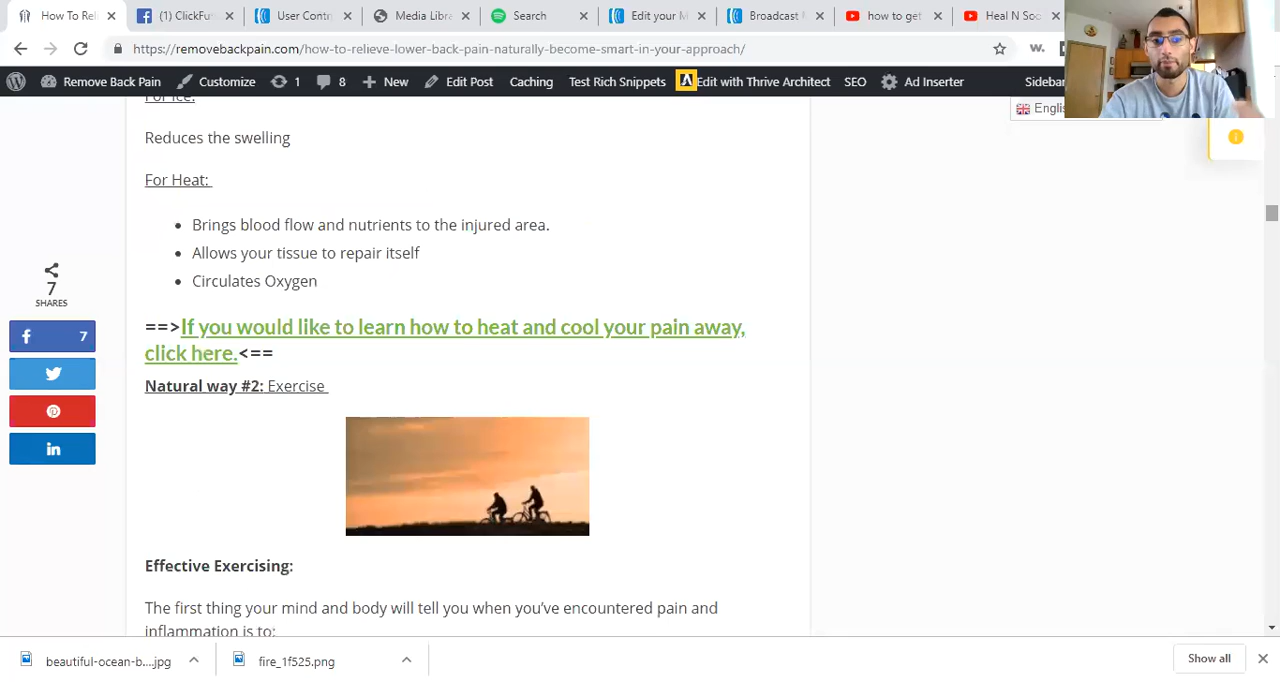 How To Reli
(1) ClickFu
User Contr
Media Libra
Search
Edit your M
Broadcast
how to get
Heal N Soo
https://removebackpain.com/how-to-relieve-lower-back-pain-naturally-become-smart-in-your-approach/
W.
Remove Back Pain
Customize
1
8
New
Edit Post
Caching
Test Rich Snippets
Edit with Thrive Architect
SEO
Ad Inserter
Sidebar
For Ice:
Englis
Reduces the swelling
For Heat:
• Brings blood flow and nutrients to the injured area.
• Allows your tissue to repair itself
• Circulates Oxygen
7
SHARES
7
==>If you would like to learn how to heat and cool your pain away,
click here.<==
Natural way #2: Exercise
Effective Exercising:
The first thing your mind and body will tell you when you've encountered pain and
inflammation is to:
beautiful-ocean-b....jpg
fire_1f525.png
Show all